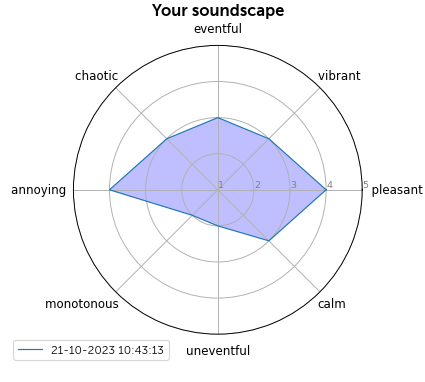 Your soundscape
eventful
chaotic
vibrant
annoying
1
2
3
4
5
pleasant
monotonous
calm
uneventful
21-10-2023 10:43:13